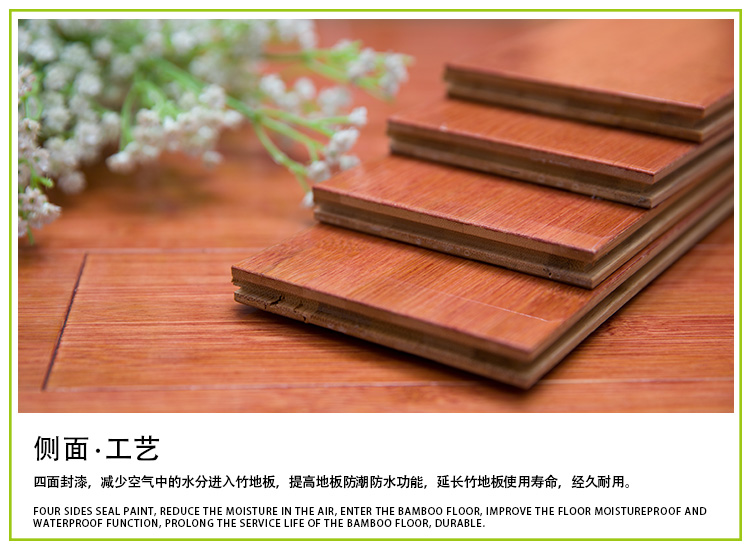 侧面·工艺
四面封漆，减少空气中的水分进入竹地板，提高地板防潮防水功能，延长竹地板使用寿命，经久耐用。
FOUR SIDES SEAL PAINT, REDUCE THE MOISTURE IN THE AIR, ENTER THE BAMBOO FLOOR, IMPROVE THE FLOOR MOISTUREPROOF AND
WATERPROOF FUNCTION, PROLONG THE SERVICE LIFE OF THE BAMBOO FLOOR, DURABLE.